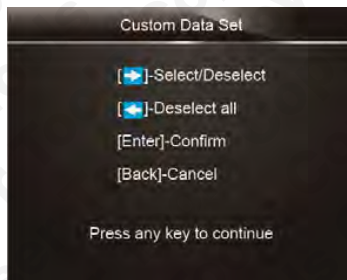 Custom Data Set
[➡]-Select/Deselect
[⬅]-Deselect all
[Enter]-Confirm
[Back]-Cancel
Press any key to continue